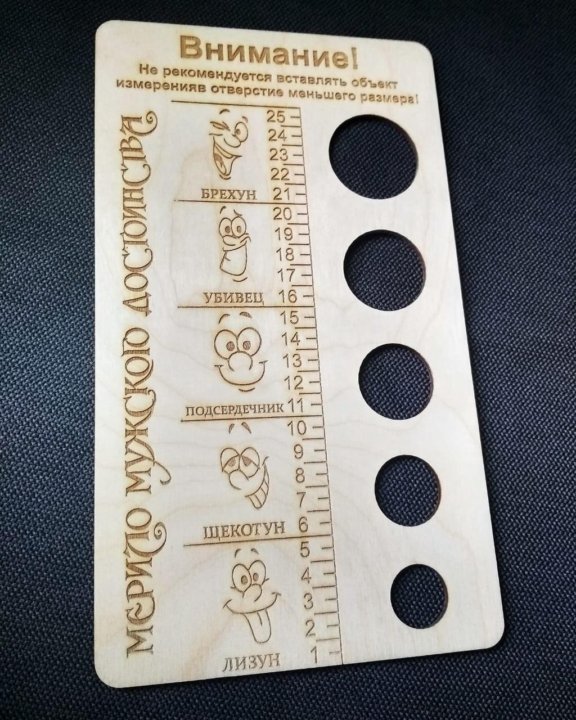 Внимание!
Не рекомендуется вставлять объект
измеренияв отверстие меньшего размера!
МЕРИЛО МУЖСКОГО ДОСТОИНСТВА
25
24
23
22
БРЕХУН 21
20
19
18
17
УБИВЕЦ 16
15
14
13
12
ПОДСЕРДЕЧНИК 11
10
9
8
7
ЩЕКОТУН 6
5
4
3
2
ЛИЗУН 1